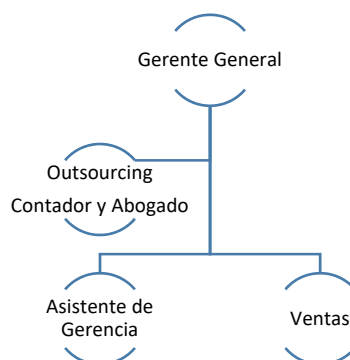 Gerente General
Outsourcing
Contador y Abogado
Asistente de
Gerencia
Ventas